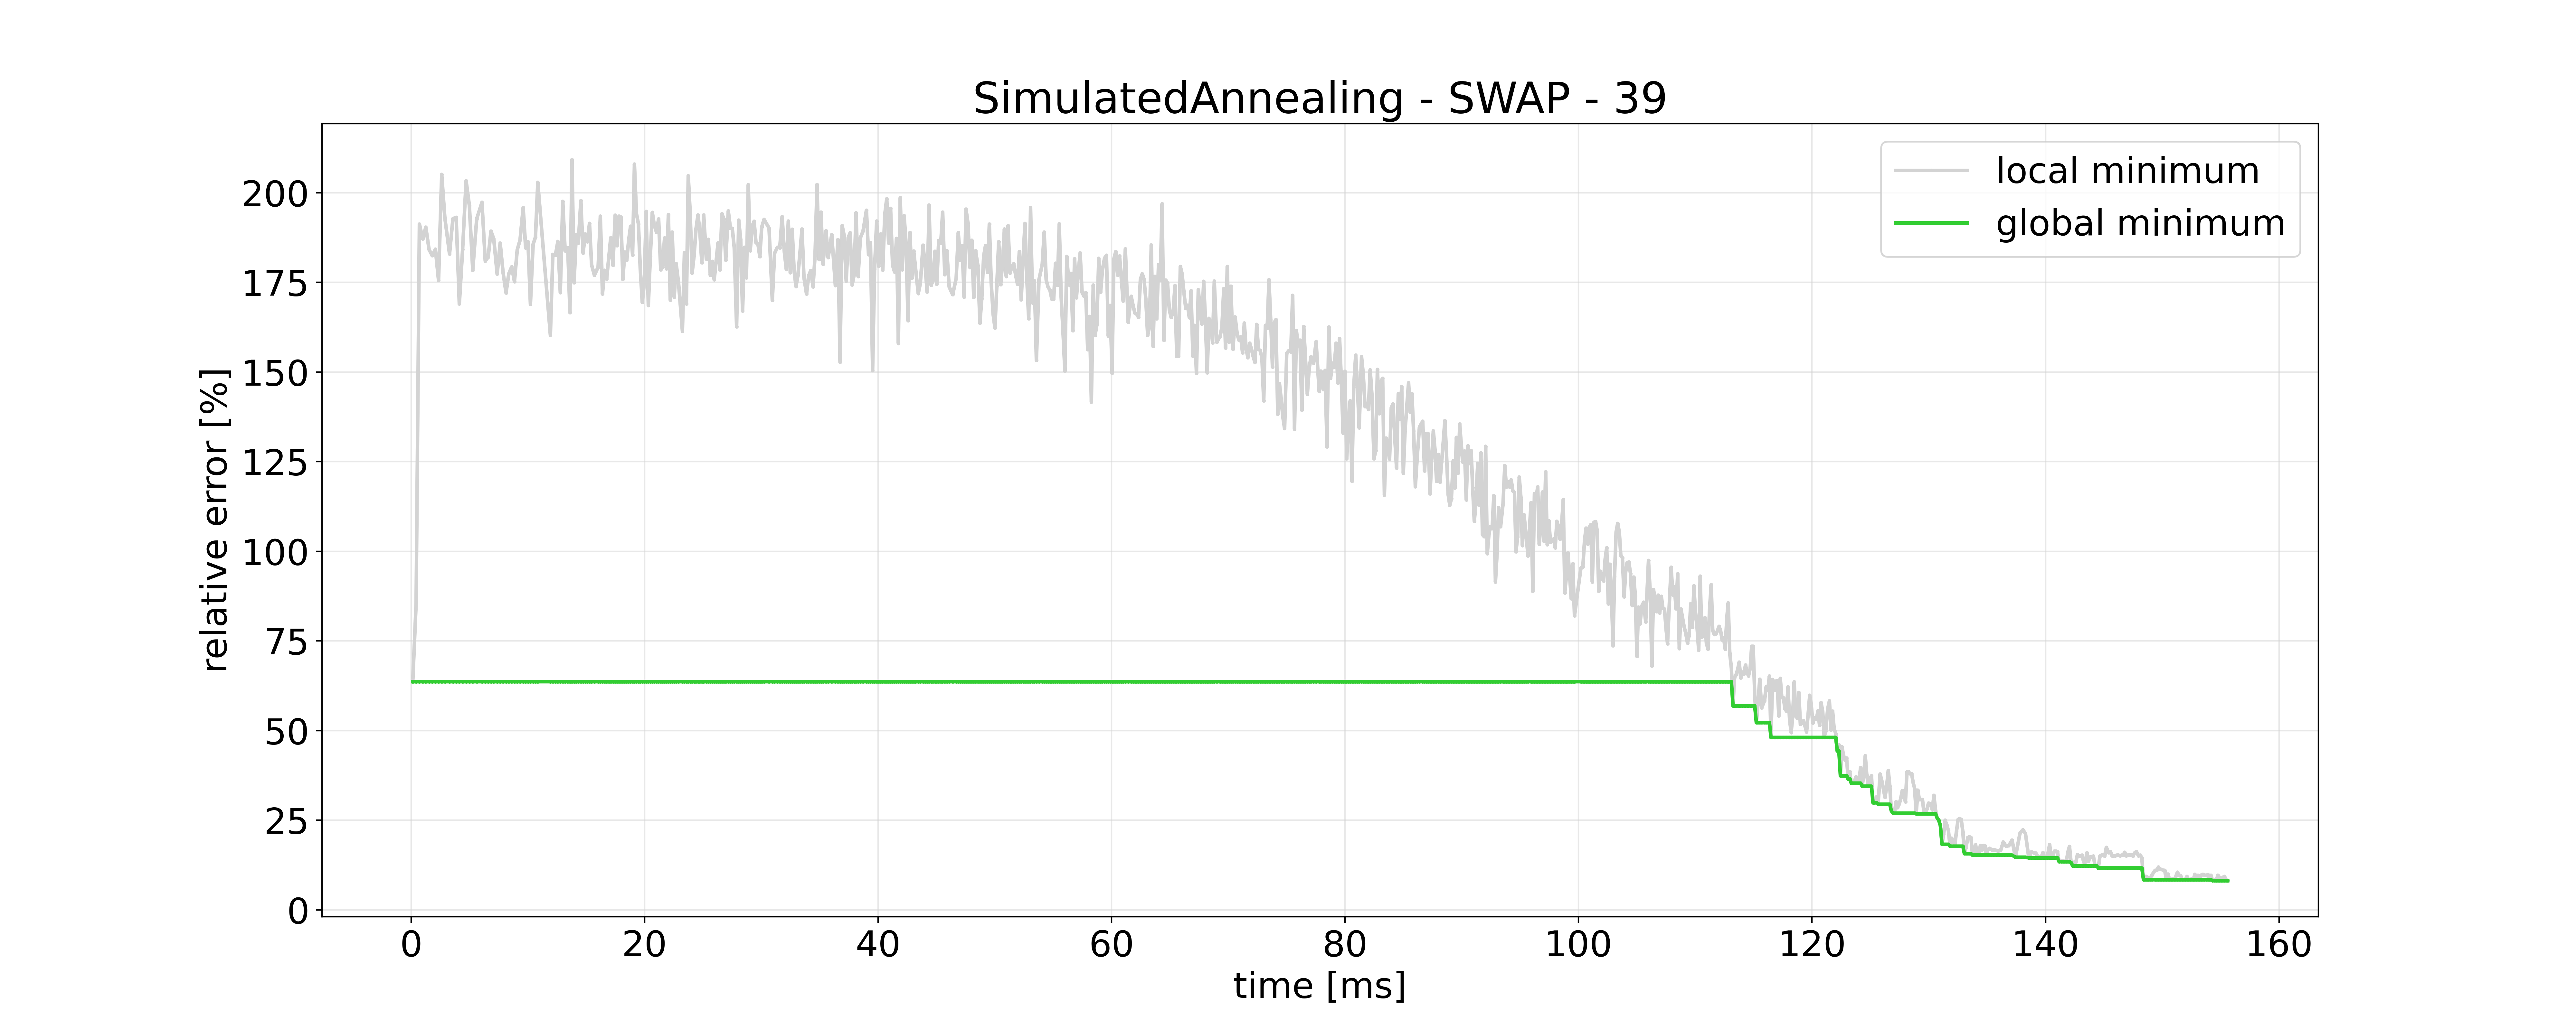 SimulatedAnnealing - SWAP - 39
local minimum
global minimum
relative error [%]
200
175
150
125
100
75
50
25
0
0 20 40 60 80 100 120 140 160
time [ms]